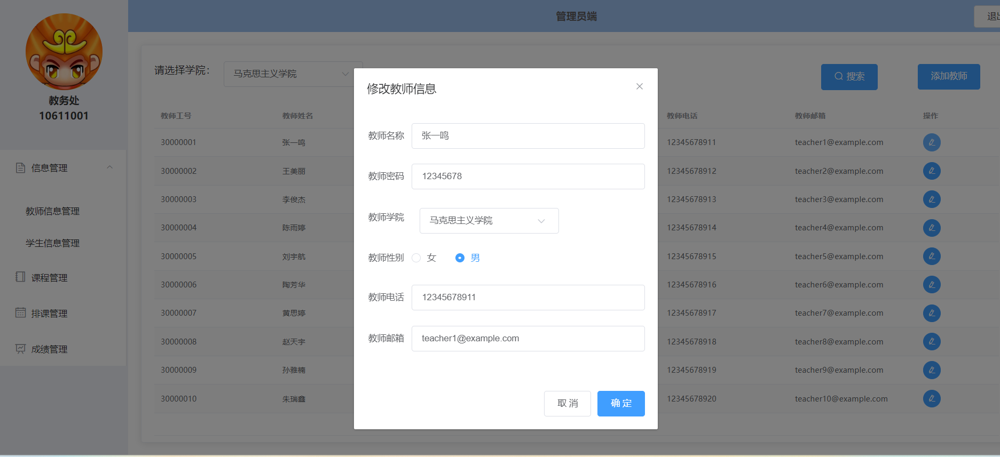 教务处
10611001
信息管理
教师信息管理
学生信息管理
课程管理
排课管理
成绩管理
管理员端
退出
请选择学院：
马克思主义学院
搜索
添加教师
教师工号 教师姓名 教师电话 教师邮箱 操作
30000001 张一鸣 12345678911 teacher1@example.com
30000002 王美丽 12345678912 teacher2@example.com
30000003 李俊杰 12345678913 teacher3@example.com
30000004 陈雨婷 12345678914 teacher4@example.com
30000005 刘宇航 12345678915 teacher5@example.com
30000006 陶芳华 12345678916 teacher6@example.com
30000007 黄思婷 12345678917 teacher7@example.com
30000008 赵天宇 12345678918 teacher8@example.com
30000009 孙雅楠 12345678919 teacher9@example.com
30000010 朱瑞鑫 12345678920 teacher10@example.com
修改教师信息
教师名称 张一鸣
教师密码 12345678
教师学院 马克思主义学院
教师性别 女 男
教师电话 12345678911
教师邮箱 teacher1@example.com
取 消 确 定